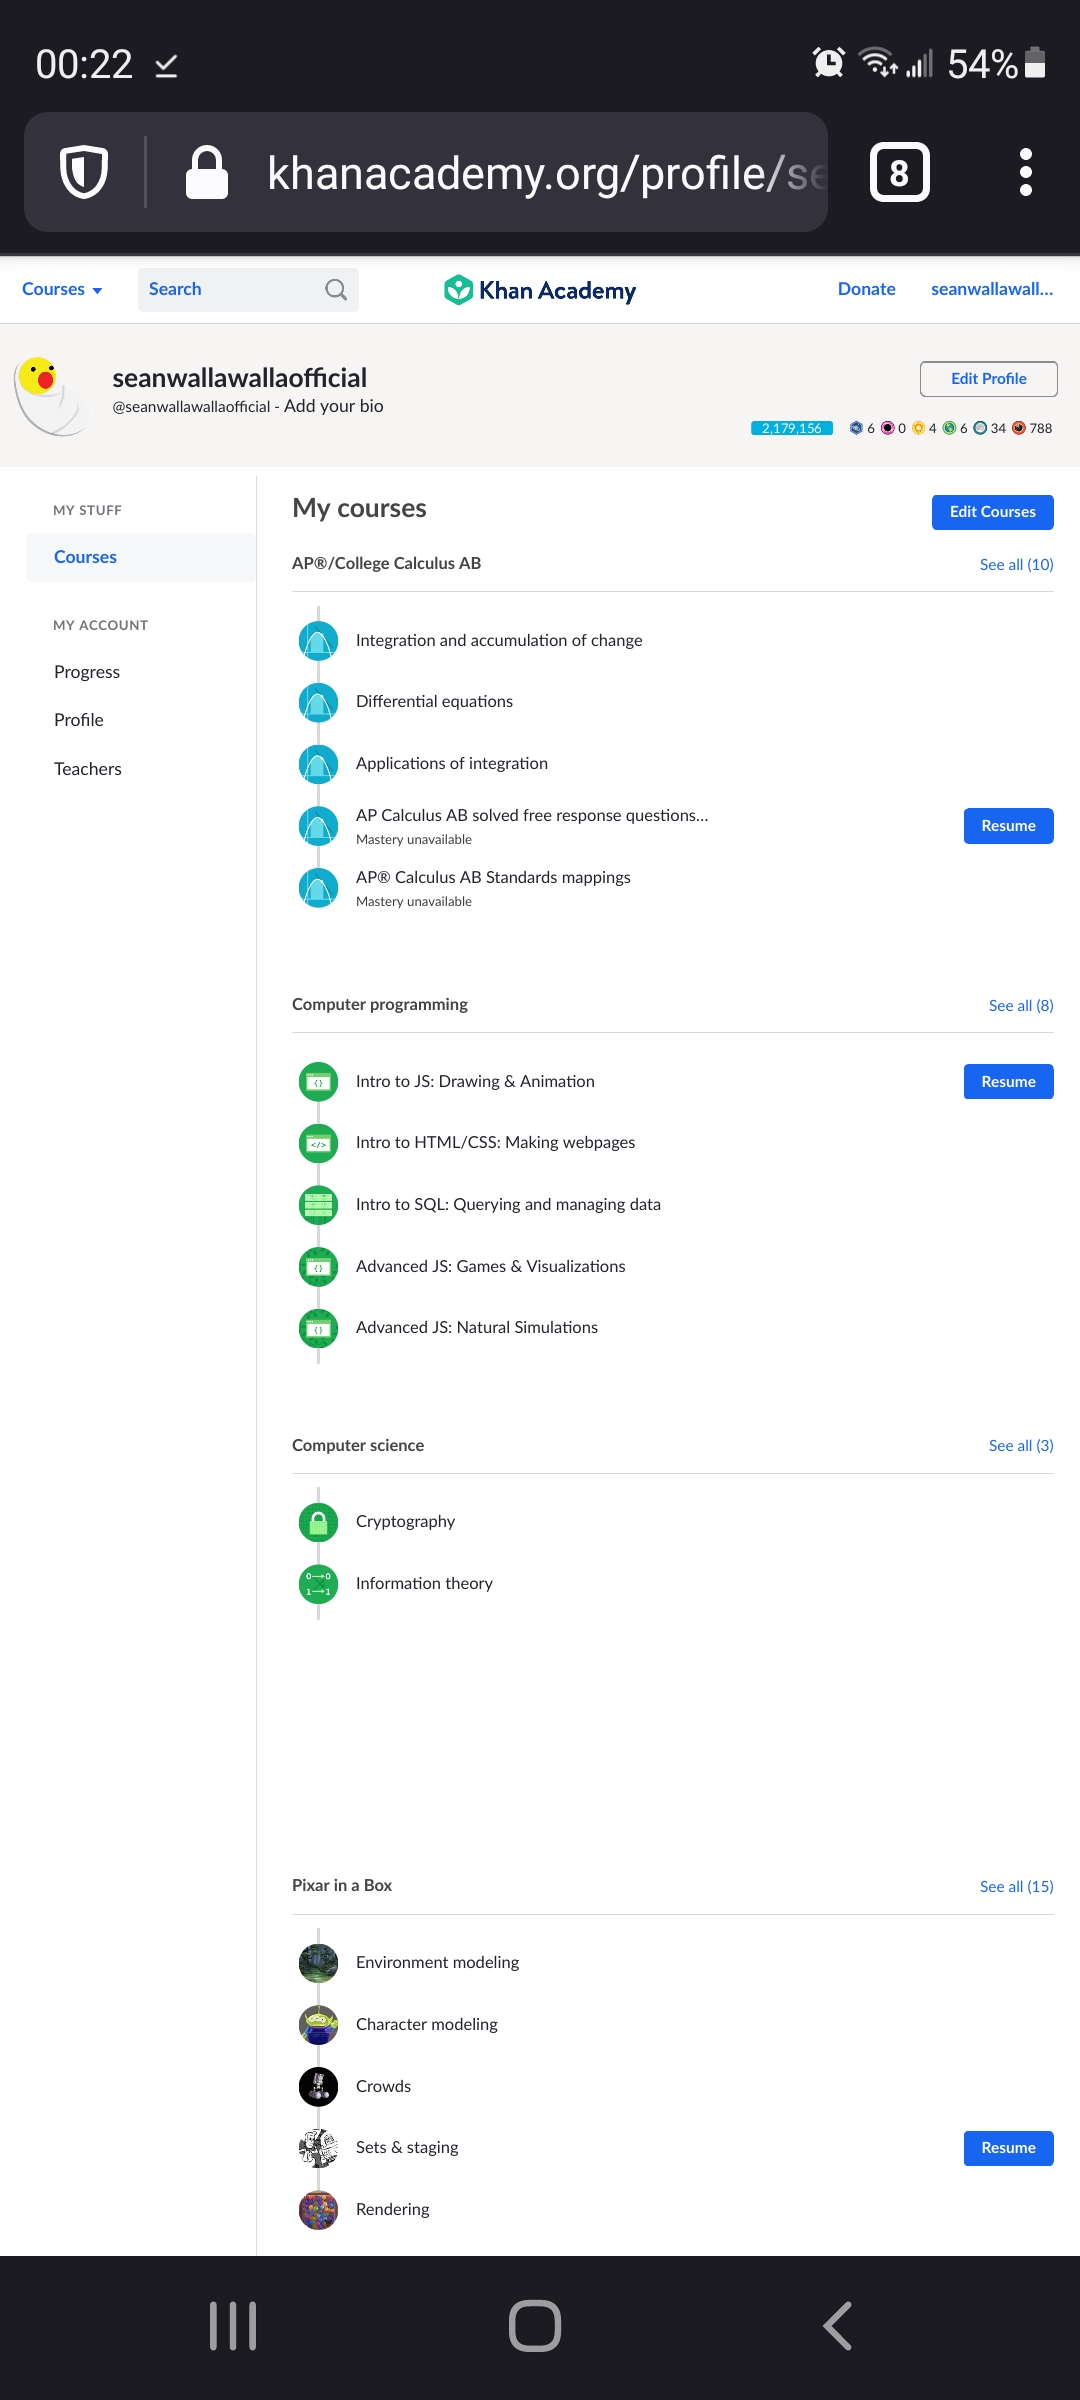 00:22
54%
khanacademy.org/profile/se
8
Courses
Search
Khan Academy
Donate
seanwallawall...
seanwallawallaofficial
@seanwallawallaofficial - Add your bio
Edit Profile
2,179,156 6 0 4 6 34 788
MY STUFF
Courses
MY ACCOUNT
Progress
Profile
Teachers
My courses
Edit Courses
AP®/College Calculus AB
See all (10)
Integration and accumulation of change
Differential equations
Applications of integration
AP Calculus AB solved free response questions...
Mastery unavailable
Resume
AP® Calculus AB Standards mappings
Mastery unavailable
Computer programming
See all (8)
Intro to JS: Drawing & Animation
Resume
Intro to HTML/CSS: Making webpages
Intro to SQL: Querying and managing data
Advanced JS: Games & Visualizations
Advanced JS: Natural Simulations
Computer science
See all (3)
Cryptography
Information theory
Pixar in a Box
See all (15)
Environment modeling
Character modeling
Crowds
Sets & staging
Resume
Rendering